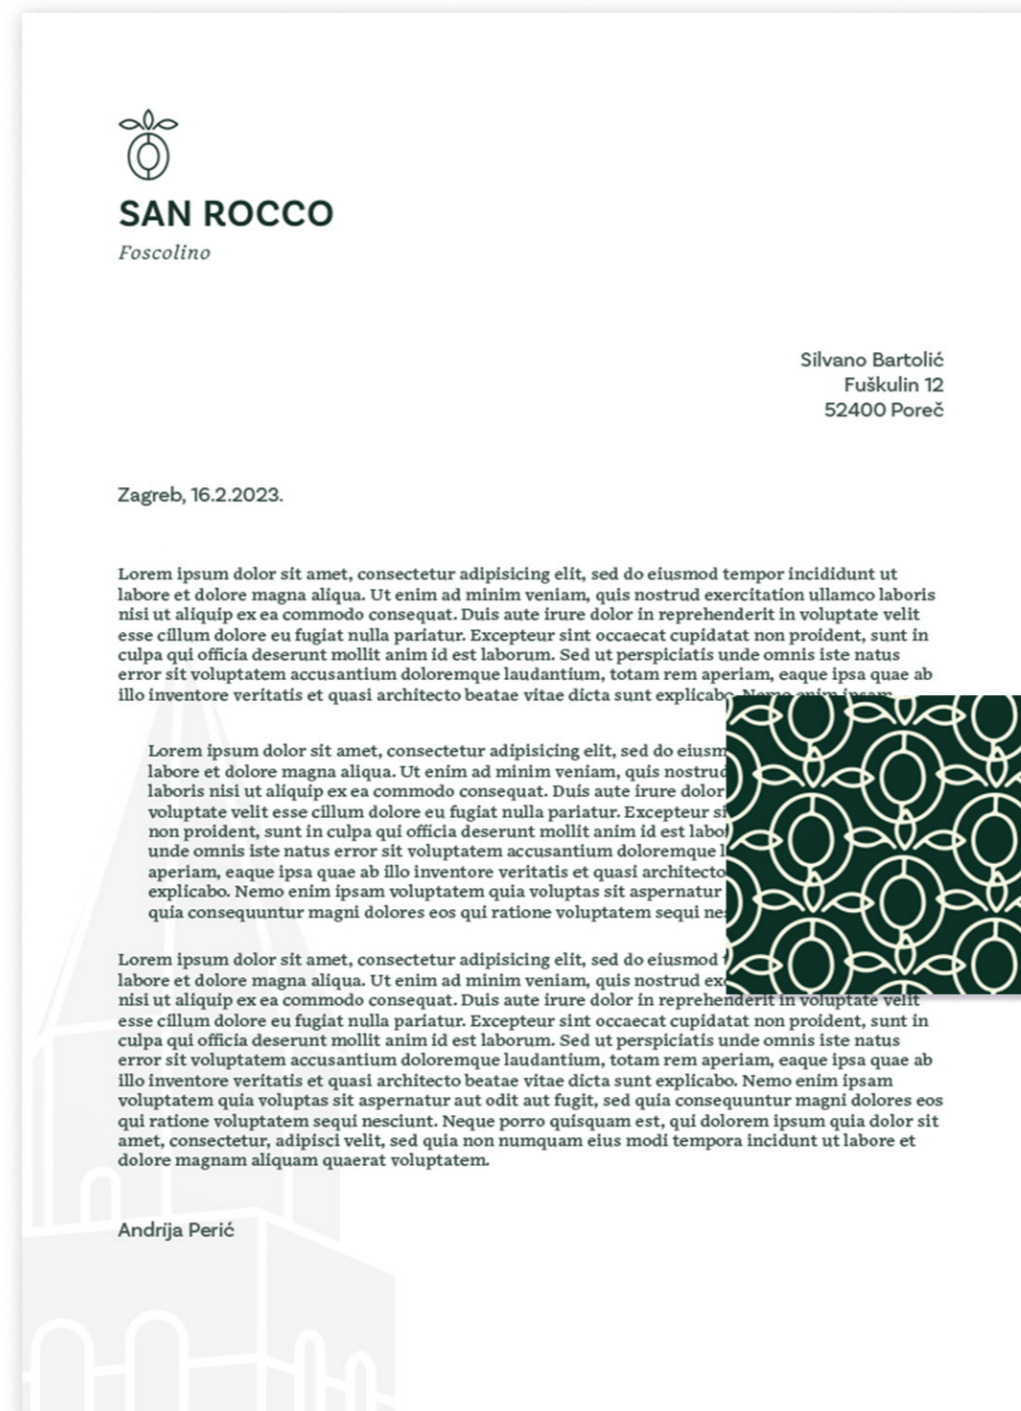 SAN ROCCO
Foscolino
Silvano Bartolić
Fuškulin 12
52400 Poreč
Zagreb, 16.2.2023.
Lorem ipsum dolor sit amet, consectetur adipisicing elit, sed do eiusmod tempor incididunt ut
labore et dolore magna aliqua. Ut enim ad minim veniam, quis nostrud exercitation ullamco laboris
nisi ut aliquip ex ea commodo consequat. Duis aute irure dolor in reprehenderit in voluptate velit
esse cillum dolore eu fugiat nulla pariatur. Excepteur sint occaecat cupidatat non proident, sunt in
culpa qui officia deserunt mollit anim id est laborum. Sed ut perspiciatis unde omnis iste natus
error sit voluptatem accusantium doloremque laudantium, totam rem aperiam, eaque ipsa quae ab
illo inventore veritatis et quasi architecto beatae vitae dicta sunt explicabo. Nemo enim ipsam
Lorem ipsum dolor sit amet, consectetur adipisicing elit, sed do
labore et dolore magna aliqua. Ut enim ad minim veniam, quis
laboris nisi ut aliquip ex ea commodo consequat. Duis aute irure dolor
voluptate velit esse cillum dolore eu fugiat nulla pariatur. Excepteur
non proident, sunt in culpa qui officia deserunt mollit anim id est
unde omnis iste natus error sit voluptatem accusantium doloremque
aperiam, eaque ipsa quae ab illo inventore veritatis et quasi architecto
explicabo. Nemo enim ipsam voluptatem quia voluptas sit aspernatur
quia consequuntur magni dolores eos qui ratione voluptatem sequi
Lorem ipsum dolor sit amet, consectetur adipisicing elit, sed do eiusmod
labore et dolore magna aliqua. Ut enim ad minim veniam, quis nostrud
nisi ut aliquip ex ea commodo consequat. Duis aute irure dolor in reprehenderit in voluptate velit
esse cillum dolore eu fugiat nulla pariatur. Excepteur sint occaecat cupidatat non proident, sunt in
culpa qui officia deserunt mollit anim id est laborum. Sed ut perspiciatis unde omnis iste natus
error sit voluptatem accusantium doloremque laudantium, totam rem aperiam, eaque ipsa quae ab
illo inventore veritatis et quasi architecto beatae vitae dicta sunt explicabo. Nemo enim ipsam
voluptatem quia voluptas sit aspernatur aut odit aut fugit, sed quia consequuntur magni dolores eos
qui ratione voluptatem sequi nesciunt. Neque porro quisquam est, qui dolorem ipsum quia dolor sit
amet, consectetur, adipisci velit, sed quia non numquam eius modi tempora incidunt ut labore et
dolore magnam aliquam quaerat voluptatem.
Andrija Perić